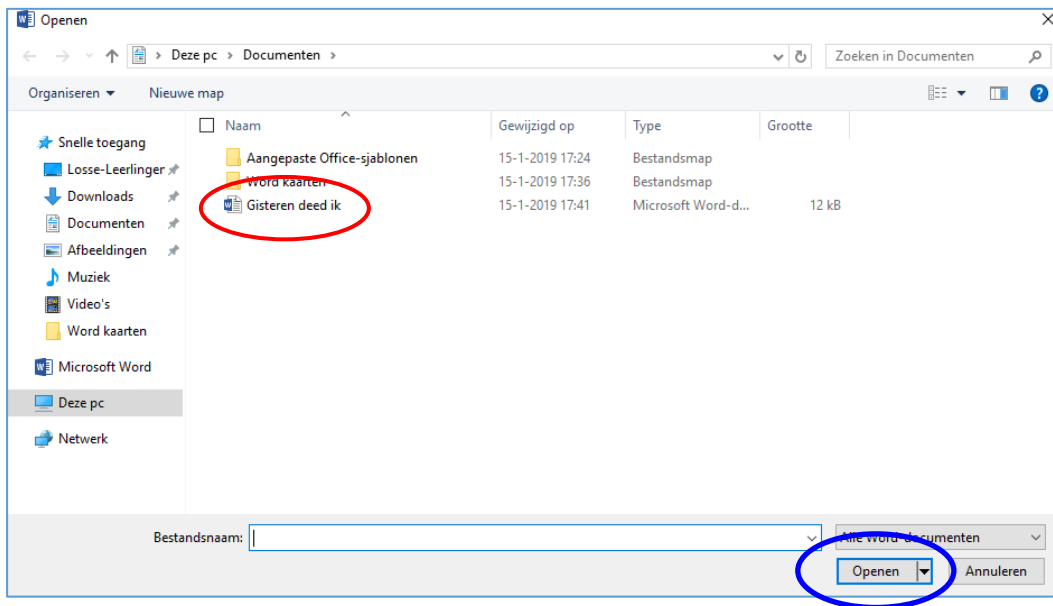 Openen
Deze pc > Documenten >
Zoeken in Documenten
Organiseren Nieuwe map
Naam Gewijzigd op Type Grootte
Snelle toegang
Losse-Leerlinger
Downloads
Documenten
Afbeeldingen
Muziek
Video's
Word kaarten
Microsoft Word
Deze pc
Netwerk
Aangepaste Office-sjablonen 15-1-2019 17:24 Bestandsmap
Word kaarten 15-1-2019 17:36 Bestandsmap
Gisteren deed ik 15-1-2019 17:41 Microsoft Word-d... 12 kB
Bestandsnaam:
Alle Word-documenten
Openen Annuleren